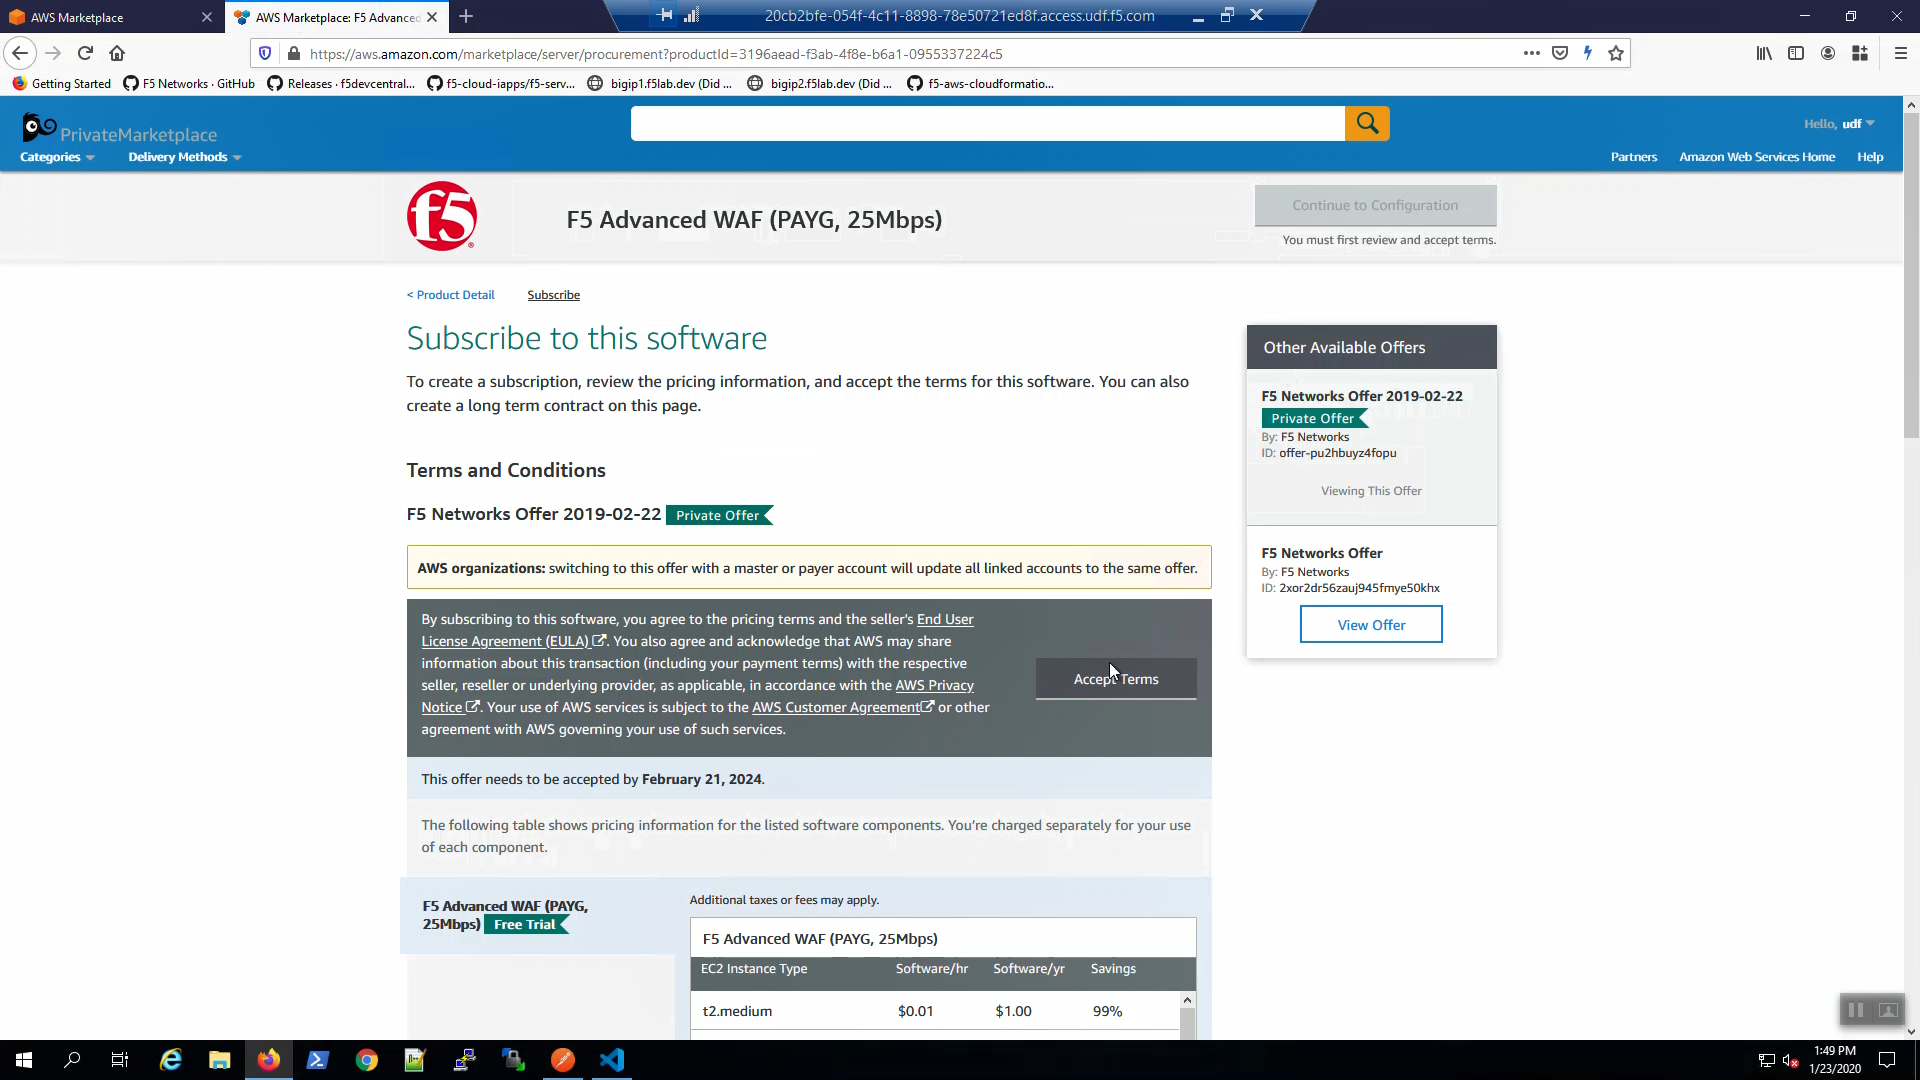 AWS Marketplace
AWS Marketplace: F5 Advanced
20cb2bfe-054f-4c11-8898-78e50721ed8f.access.udf.f5.com
https://aws.amazon.com/marketplace/server/procurement?productId=3196aead-f3ab-4f8e-b6a1-0955337224c5
Getting Started
F5 Networks · GitHub
Releases · f5devcentral...
f5-cloud-iapps/f5-serv...
bigip1.f5lab.dev (Did ...
bigip2.f5lab.dev (Did ...
f5-aws-cloudformatio...
PrivateMarketplace
Hello, udf
Categories
Delivery Methods
Partners
Amazon Web Services Home
Help
f5
F5 Advanced WAF (PAYG, 25Mbps)
Continue to Configuration
You must first review and accept terms.
< Product Detail
Subscribe
Subscribe to this software
To create a subscription, review the pricing information, and accept the terms for this software. You can also
create a long term contract on this page.
Terms and Conditions
F5 Networks Offer 2019-02-22 Private Offer
AWS organizations: switching to this offer with a master or payer account will update all linked accounts to the same offer.
By subscribing to this software, you agree to the pricing terms and the seller's End User
License Agreement (EULA) . You also agree and acknowledge that AWS may share
information about this transaction (including your payment terms) with the respective
seller, reseller or underlying provider, as applicable, in accordance with the AWS Privacy
Notice . Your use of AWS services is subject to the AWS Customer Agreement or other
agreement with AWS governing your use of such services.
Accept Terms
This offer needs to be accepted by February 21, 2024.
The following table shows pricing information for the listed software components. You're charged separately for your use
of each component.
F5 Advanced WAF (PAYG,
25Mbps) Free Trial
Additional taxes or fees may apply.
F5 Advanced WAF (PAYG, 25Mbps)
EC2 Instance Type Software/hr Software/yr Savings
t2.medium $0.01 $1.00 99%
Other Available Offers
F5 Networks Offer 2019-02-22
Private Offer
By: F5 Networks
ID: offer-pu2hbuyz4fopu
Viewing This Offer
F5 Networks Offer
By: F5 Networks
ID: 2xor2dr56zauj945fmye50khx
View Offer
1:49 PM
1/23/2020